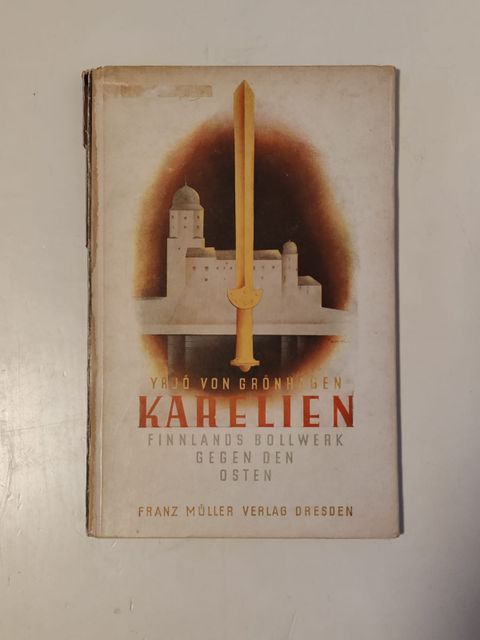 YRJÖ VON GRÖNHAGEN
KARELIEN
FINNLANDS BOLLWERK
GEGEN DEN
OSTEN
FRANZ MÜLLER VERLAG DRESDEN